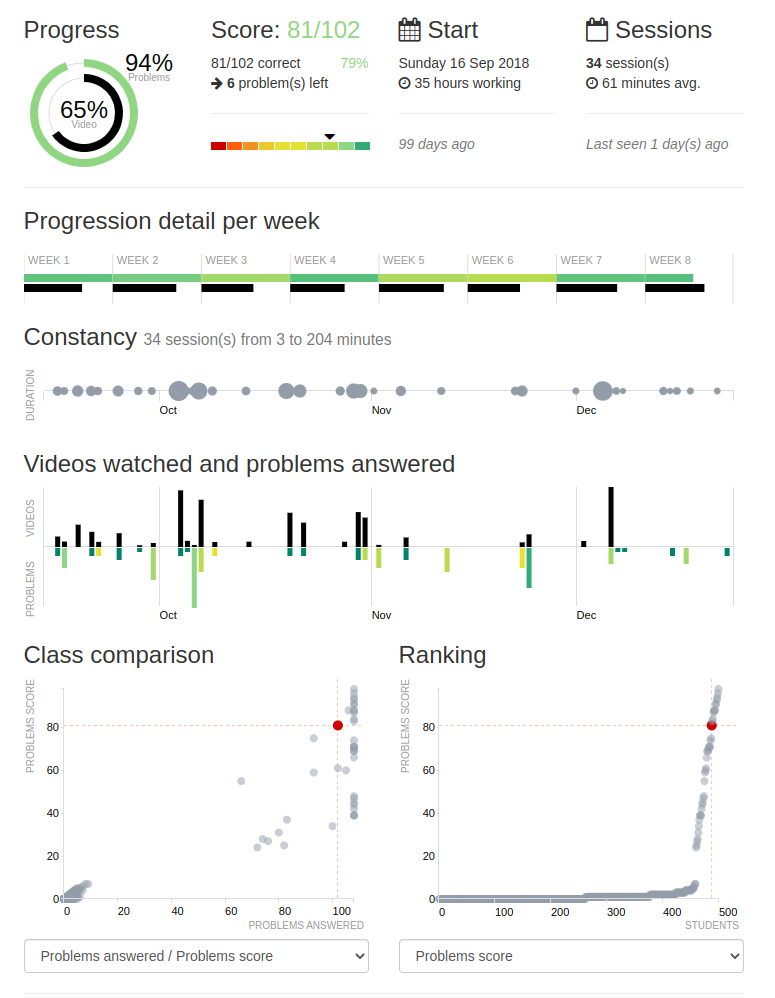 Progress
94%
Problems
65%
Video
Score: 81/102
81/102 correct 79%
6 problem(s) left
Start
Sunday 16 Sep 2018
35 hours working
99 days ago
Sessions
34 session(s)
61 minutes avg.
Last seen 1 day(s) ago
Progression detail per week
WEEK 1 WEEK 2 WEEK 3 WEEK 4 WEEK 5 WEEK 6 WEEK 7 WEEK 8
Constancy 34 session(s) from 3 to 204 minutes
DURATION
Oct Nov Dec
Videos watched and problems answered
VIDEOS
PROBLEMS
Oct Nov Dec
Class comparison
PROBLEMS SCORE
80
60
40
20
0
0 20 40 60 80 100
PROBLEMS ANSWERED
Problems answered / Problems score
Ranking
PROBLEMS SCORE
80
60
40
20
0
0 100 200 300 400 500
STUDENTS
Problems score